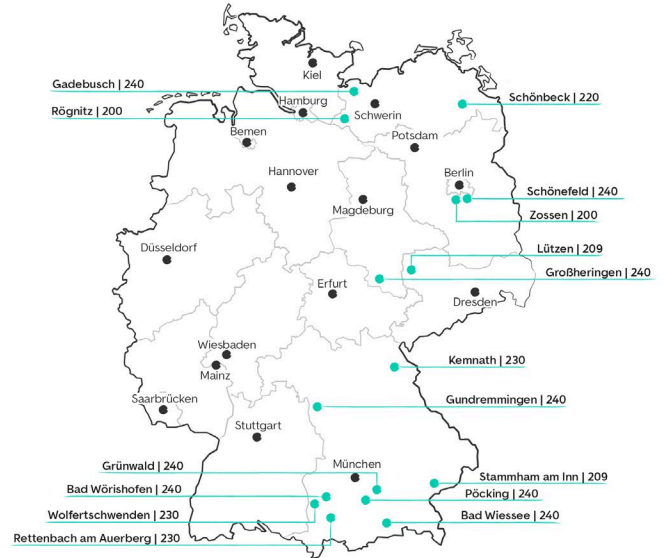 Kiel
Gadebusch | 240
Hamburg
Schönbeck | 220
Rögnitz | 200
Schwerin
Bemen
Potsdam
Hannover
Berlin
Schönefeld | 240
Magdeburg
Zossen | 200
Düsseldorf
Lützen | 209
Großheringen | 240
Erfurt
Dresden
Wiesbaden
Kemnath | 230
Mainz
Saarbrücken
Gundremmingen | 240
Stuttgart
Grünwald | 240
München
Stammham am Inn | 209
Bad Wörishofen | 240
Pöcking | 240
Wolfertschwenden | 230
Bad Wiessee | 240
Rettenbach am Auerberg | 230